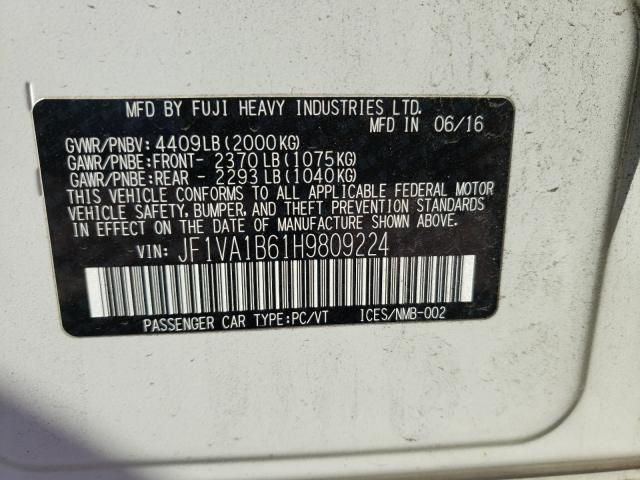 MFD BY FUJI HEAVY INDUSTRIES LTD.
MFD IN 06/16
GVWR/PNBV: 4409LB(2000KG)
GAWR/PNBE:FRONT- 2370LB(1075KG)
GAWR/PNBE:REAR - 2293LB(1040KG)
THIS VEHICLE CONFORMS TO ALL APPLICABLE FEDERAL MOTOR
VEHICLE SAFETY, BUMPER, AND THEFT PREVENTION STANDARDS
IN EFFECT ON THE DATE OF MANUFACTURE SHOWN ABOVE.
VIN: JF1VA1B61H9809224
PASSENGER CAR TYPE:PC/VT ICES/NMB-002